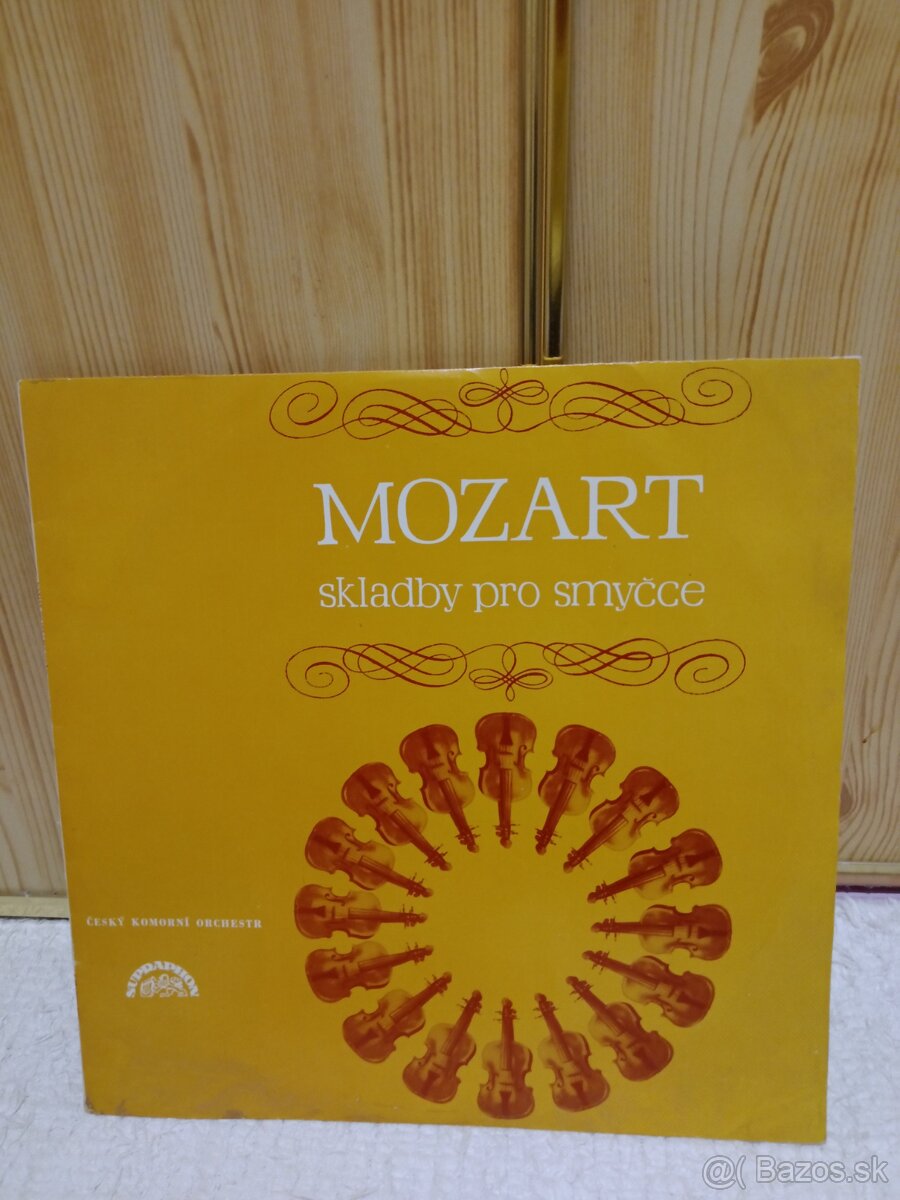 MOZART
skladby pro smyčce
ČESKÝ KOMORNÍ ORCHESTR
SUPRAPHON
@( Bazos.sk